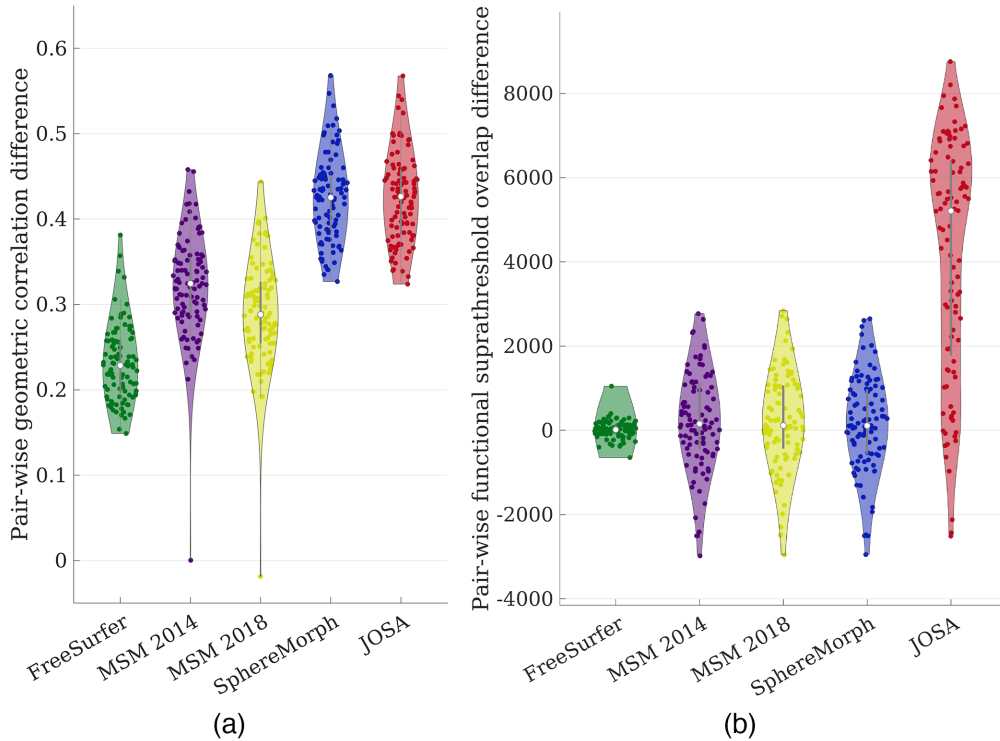 Pair-wise geometric correlation difference
0.6
0.5
0.4
0.3
0.2
0.1
0
FreeSurfer
MSM 2014
MSM 2018
SphereMorph
JOSA
(a)
Pair-wise functional suprathreshold overlap difference
8000
6000
4000
2000
0
-2000
-4000
FreeSurfer
MSM 2014
MSM 2018
SphereMorph
JOSA
(b)